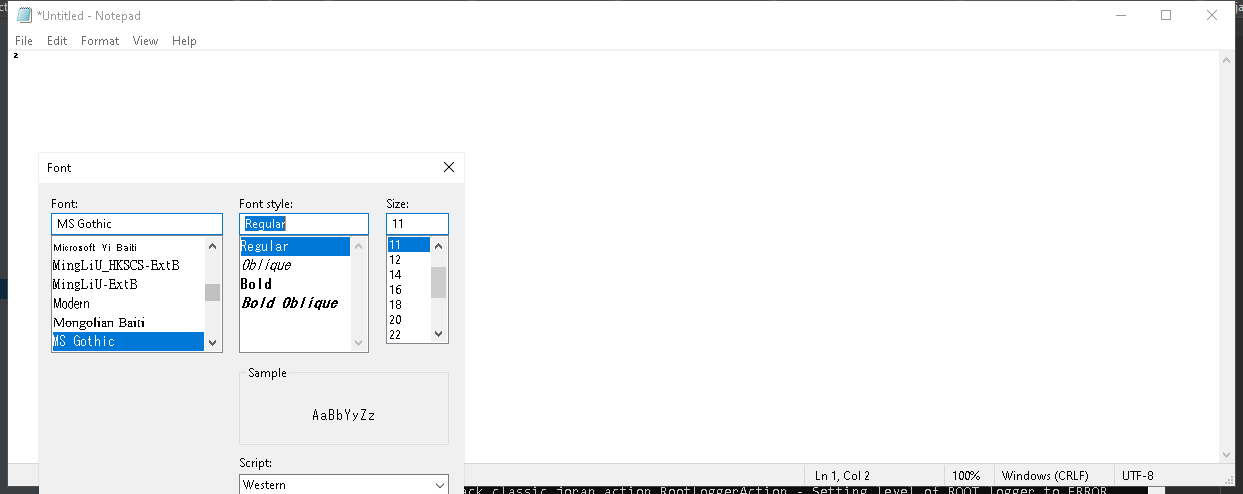 *Untitled - Notepad
File Edit Format View Help
²
Font
Font: Font style: Size:
MS Gothic Regular 11
Microsoft Yi Baiti Regular 11
MingLiU_HKSCS-ExtB Oblique 12
MingLiU-ExtB Bold 14
Modern Bold Oblique 16
Mongolian Baiti 18
MS Gothic 20
22
Sample
AaBbYyZz
Script:
Western
Ln 1, Col 2 100% Windows (CRLF) UTF-8
ack.classic.joran.action.RootLoggerAction - Setting level of ROOT logger to ERROR